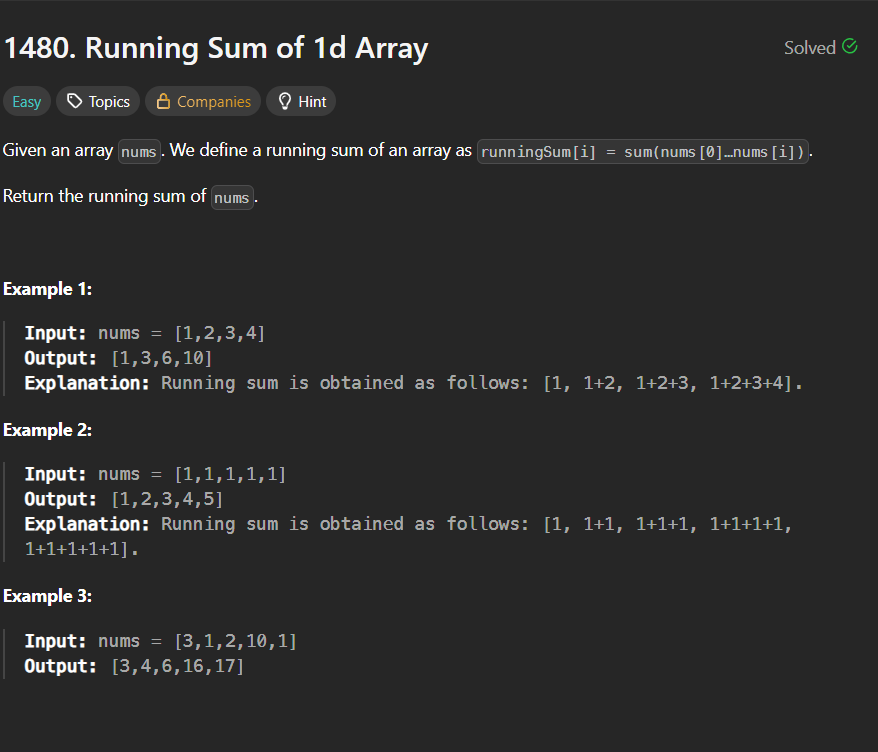 1480. Running Sum of 1d Array
Solved
Easy Topics Companies Hint
Given an array nums. We define a running sum of an array as runningSum[i] = sum(nums[0]…nums[i]).
Return the running sum of nums.
Example 1:
Input: nums = [1,2,3,4]
Output: [1,3,6,10]
Explanation: Running sum is obtained as follows: [1, 1+2, 1+2+3, 1+2+3+4].
Example 2:
Input: nums = [1,1,1,1,1]
Output: [1,2,3,4,5]
Explanation: Running sum is obtained as follows: [1, 1+1, 1+1+1, 1+1+1+1,
1+1+1+1+1].
Example 3:
Input: nums = [3,1,2,10,1]
Output: [3,4,6,16,17]